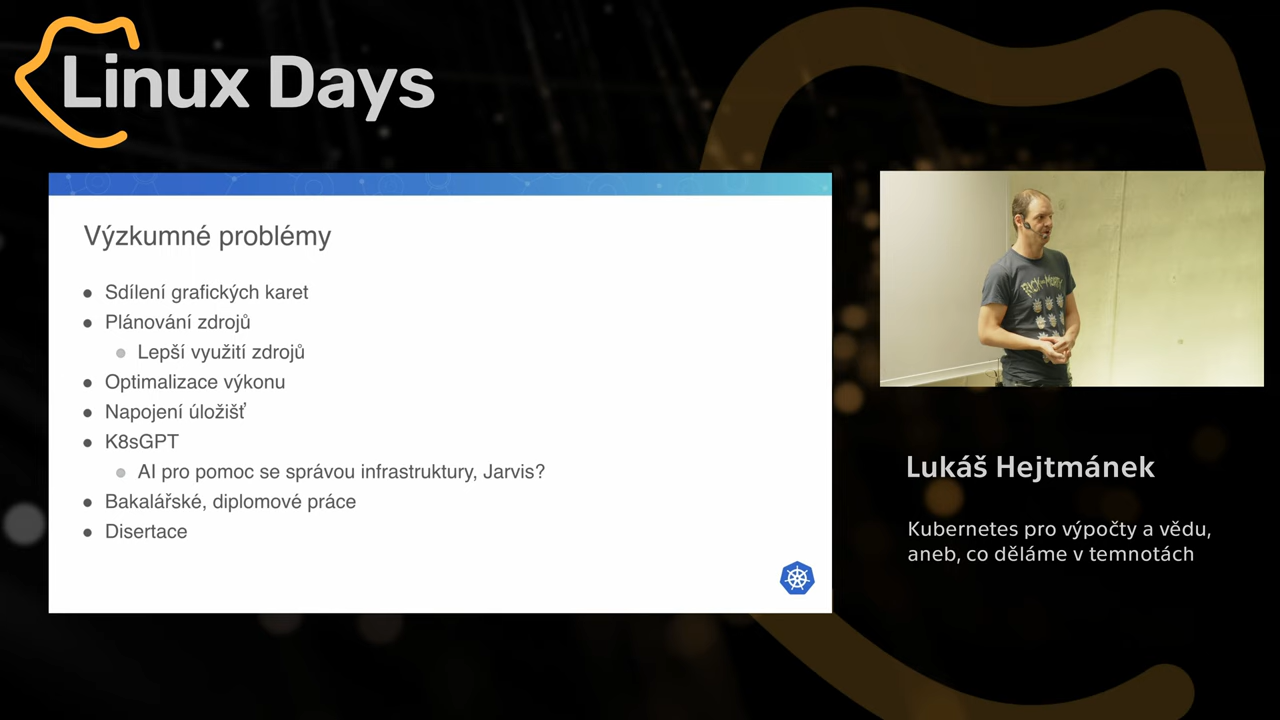 Linux Days
Výzkumné problémy
Sdílení grafických karet
Plánování zdrojů
Lepší využití zdrojů
Optimalizace výkonu
Napojení úložišť
K8sGPT
AI pro pomoc se správou infrastruktury, Jarvis?
Bakalářské, diplomové práce
Disertace
Lukáš Hejtmánek
Kubernetes pro výpočty a vědu,
aneb, co děláme v temnotách